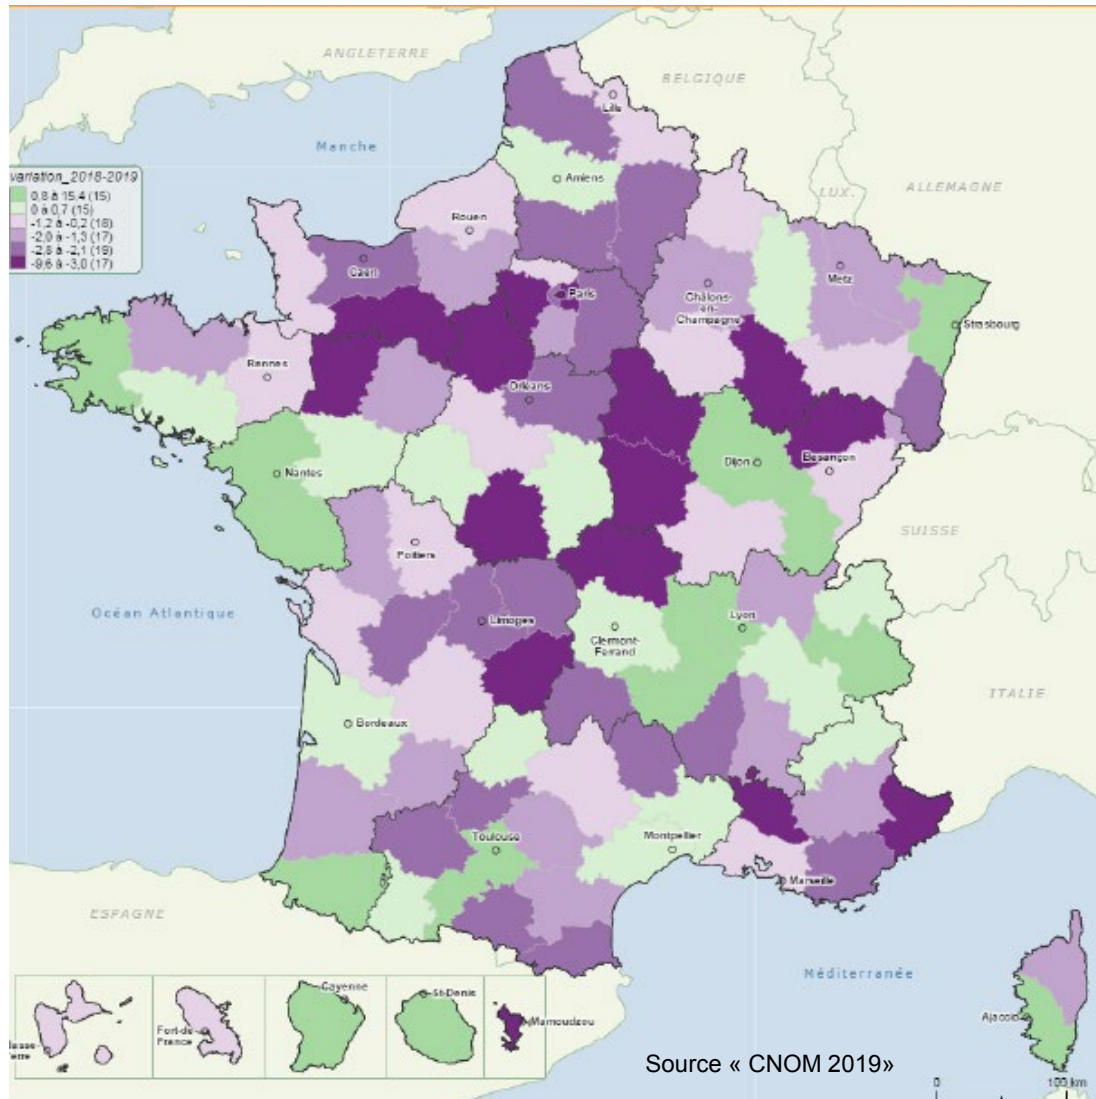 ANGLETERRE
BELGIQUE
Lille
Manche
variation_2018-2019
0,8 à 15,4 (15)
0 à 0,7 (15)
-1,2 à -0,2 (18)
-2,0 à -1,3 (17)
-2,8 à -2,1 (19)
-9,6 à -3,0 (17)
Amiens
LUX.
ALLEMAGNE
Rouen
Caen
Metz
Paris
Châlons-
en-
Champagne
Strasbourg
Rennes
Orléans
Nantes
Dijon
Besançon
SUISSE
Poitiers
Océan Atlantique
Limoges
Clermont-
Ferrand
Lyon
ITALIE
Bordeaux
Toulouse
Montpellier
Marseille
ESPAGNE
Méditerranée
Cayenne
St-Denis
Fort-de-
France
Mamoudzou
Ajaccio
Source « CNOM 2019»
0
100 km